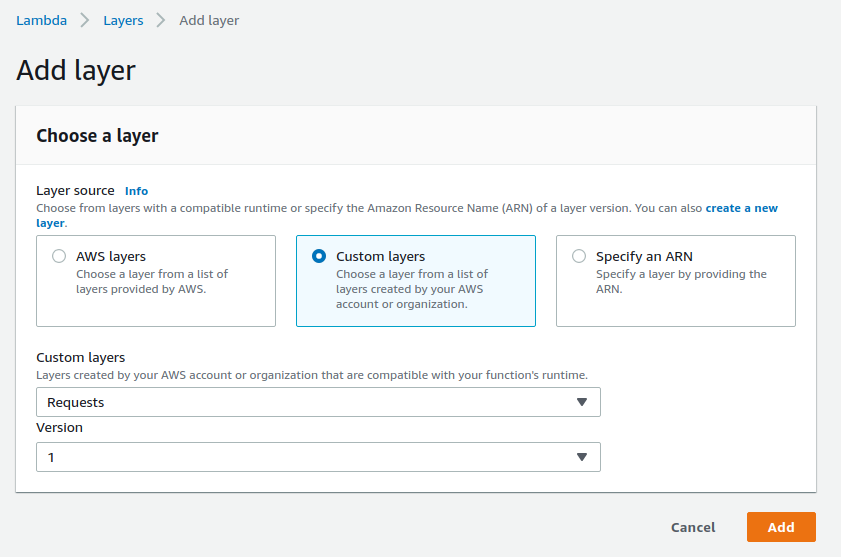 Lambda > Layers > Add layer
Add layer
Choose a layer
Layer source Info
Choose from layers with a compatible runtime or specify the Amazon Resource Name (ARN) of a layer version. You can also create a new
layer.
AWS layers
Choose a layer from a list of
layers provided by AWS.
Custom layers
Choose a layer from a list of
layers created by your AWS
account or organization.
Specify an ARN
Specify a layer by providing the
ARN.
Custom layers
Layers created by your AWS account or organization that are compatible with your function's runtime.
Requests
Version
1
Cancel Add